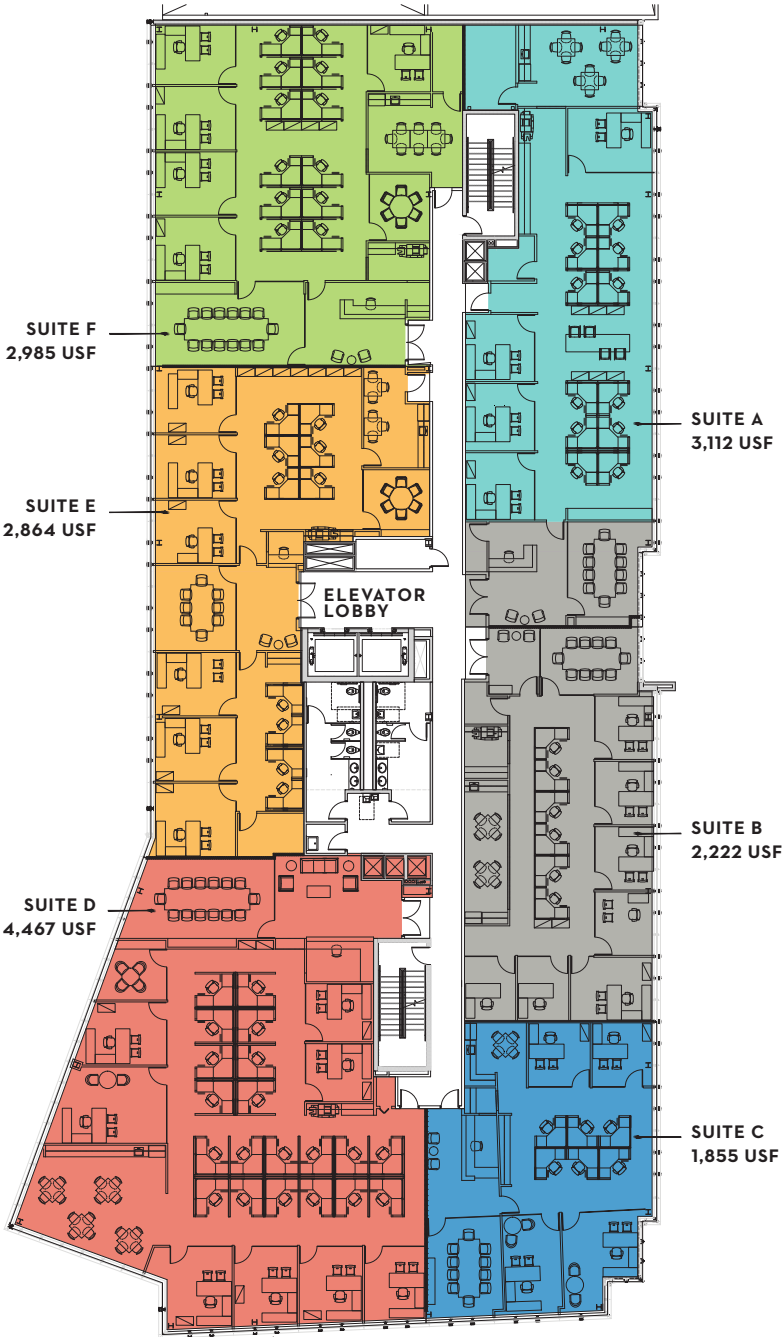 SUITE F
2,985 USF
SUITE A
3,112 USF
SUITE E
2,864 USF
ELEVATOR
LOBBY
SUITE B
2,222 USF
SUITE D
4,467 USF
SUITE C
1,855 USF